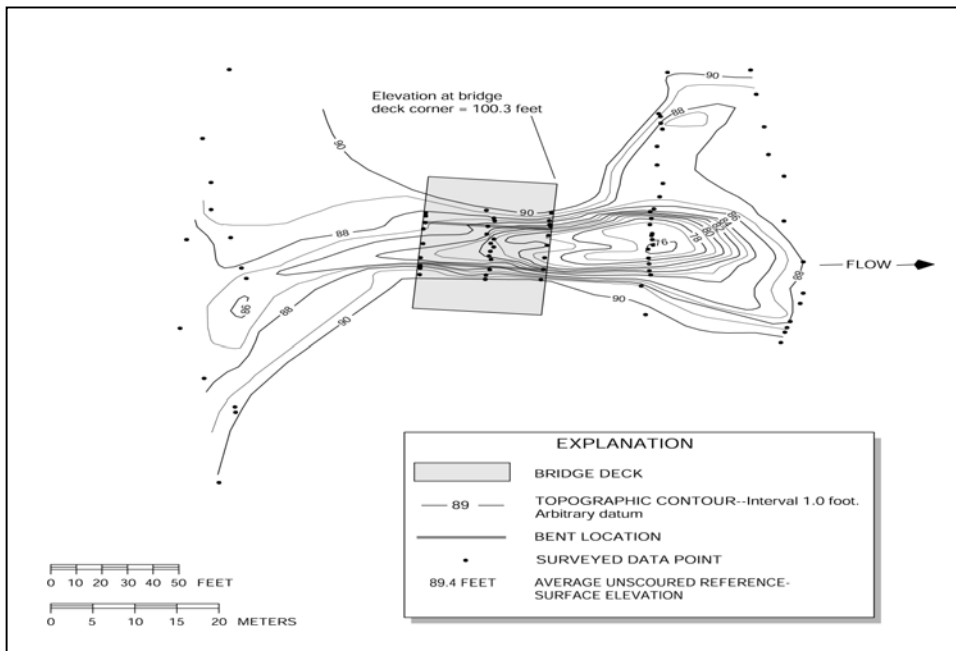 90
88
Elevation at bridge
deck corner = 100.3 feet
90
88
90
76
78
88
FLOW
88
86
88
90
90
EXPLANATION
BRIDGE DECK
89
TOPOGRAPHIC CONTOUR--Interval 1.0 foot.
Arbitrary datum
BENT LOCATION
SURVEYED DATA POINT
89.4 FEET
AVERAGE UNSCOURED REFERENCE-
SURFACE ELEVATION
0 10 20 30 40 50 FEET
0 5 10 15 20 METERS